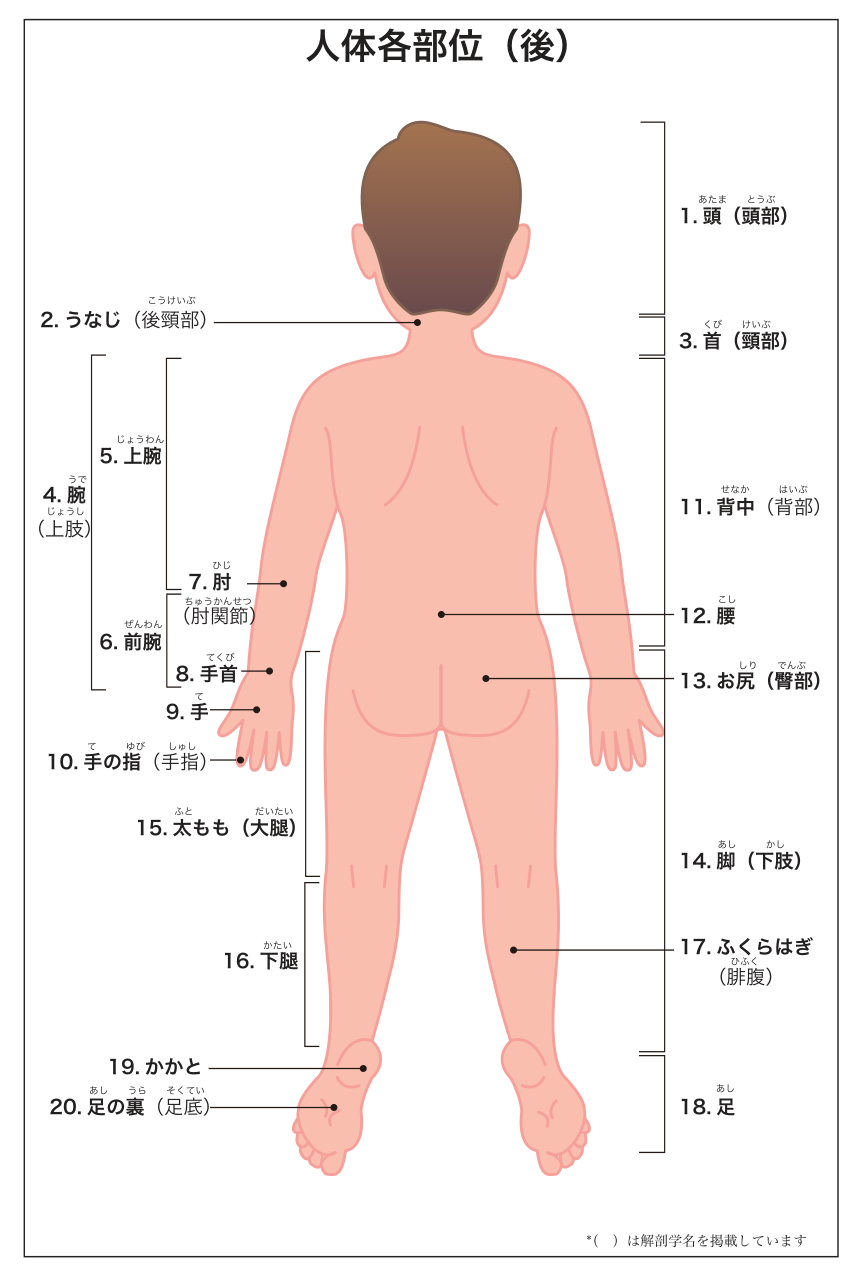 人体各部位（後）
あたま とうぶ
1. 頭（頭部）
こうけいぶ
2. うなじ（後頸部）
くび けいぶ
3. 首（頸部）
うで
4. 腕
じょうし
（上肢）
じょうわん
5. 上腕
ぜんわん
6. 前腕
ひじ
7. 肘
ちゅうかんせつ
（肘関節）
てくび
8. 手首
て
9. 手
て ゆび しゅし
10. 手の指（手指）
せなか はいぶ
11. 背中（背部）
こし
12. 腰
しり でんぶ
13. お尻（臀部）
あし かし
14. 脚（下肢）
ふと だいたい
15. 太もも（大腿）
かたい
16. 下腿
17. ふくらはぎ
ひふく
（腓腹）
あし
18. 足
19. かかと
あし うら そくてい
20. 足の裏（足底）
*(　) は解剖学名を掲載しています